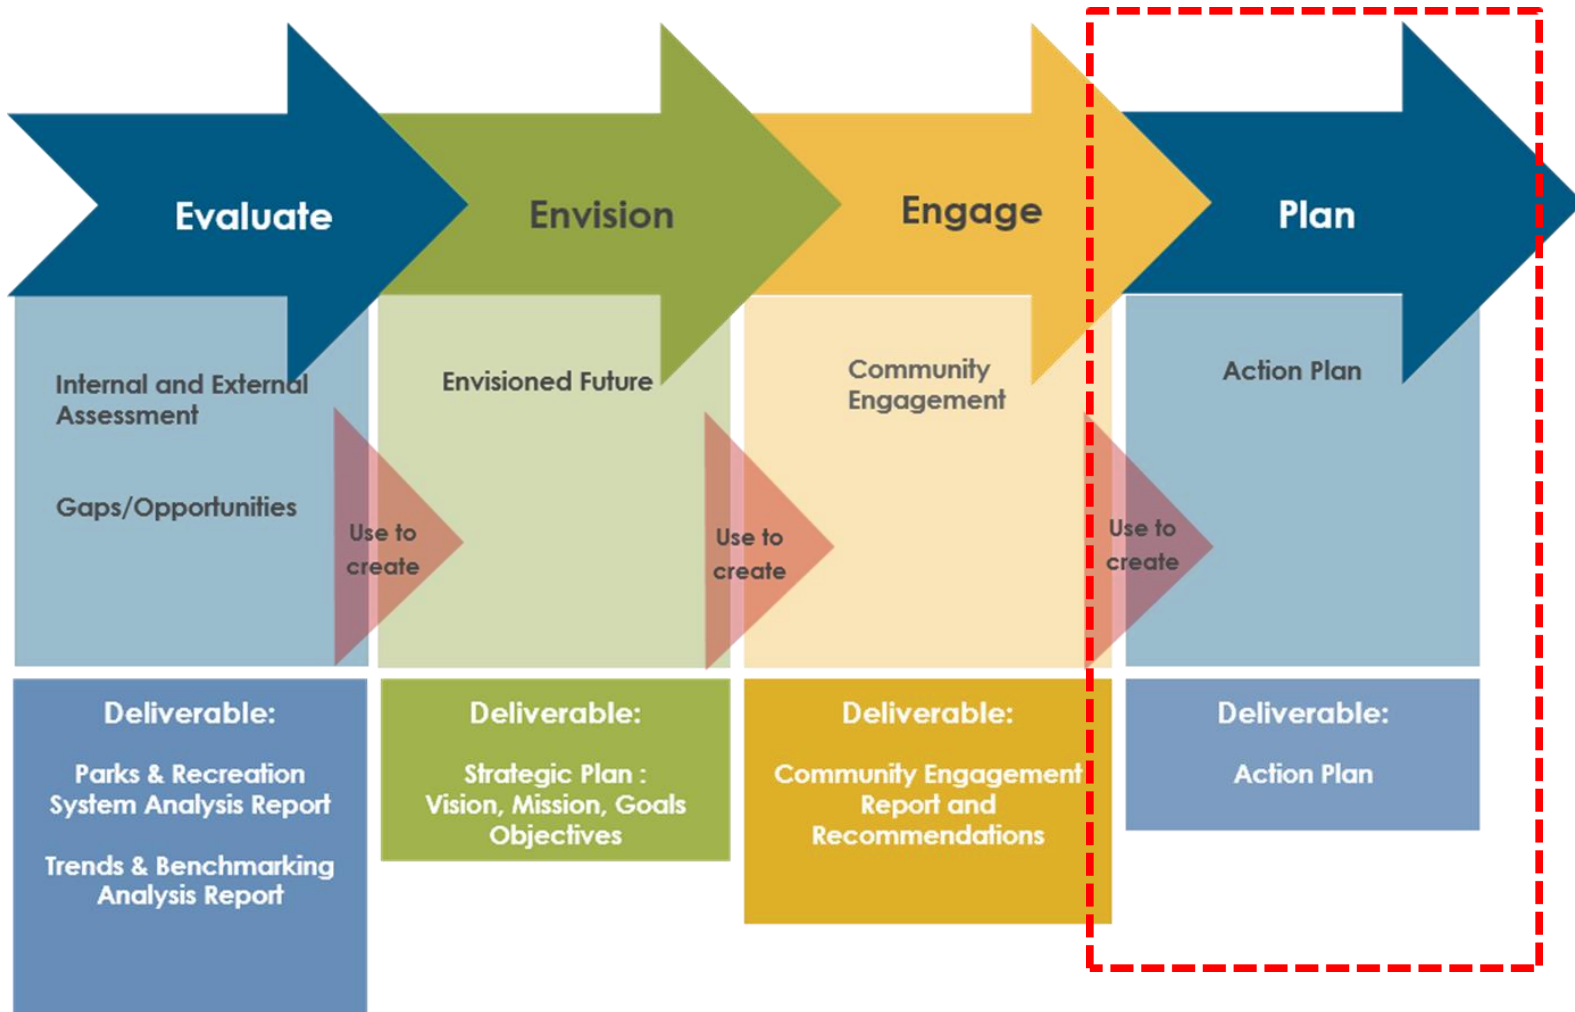 Evaluate
Envision
Engage
Plan
Internal and External
Assessment
Gaps/Opportunities
Use to
create
Envisioned Future
Use to
create
Community
Engagement
Use to
create
Action Plan
Deliverable:
Parks & Recreation
System Analysis Report
Trends & Benchmarking
Analysis Report
Deliverable:
Strategic Plan :
Vision, Mission, Goals
Objectives
Deliverable:
Community Engagement
Report and
Recommendations
Deliverable:
Action Plan